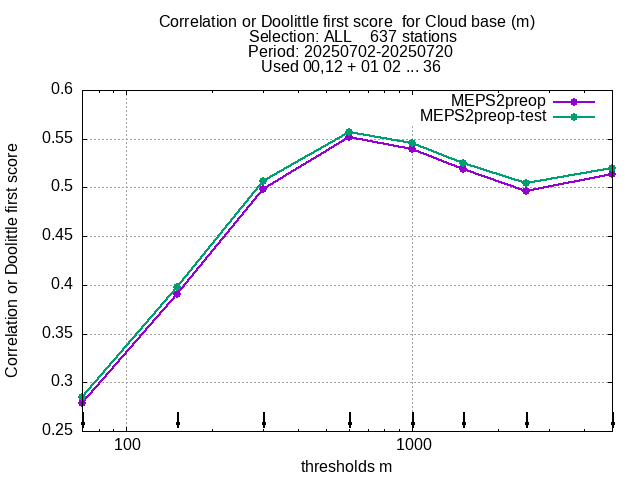 Correlation or Doolittle first score  for Cloud base (m)
Selection: ALL    637 stations
Period: 20250702-20250720
Used 00,12 + 01 02 ... 36
MEPS2preop
MEPS2preop-test
Correlation or Doolittle first score
0.6
0.55
0.5
0.45
0.4
0.35
0.3
0.25
100
1000
thresholds m